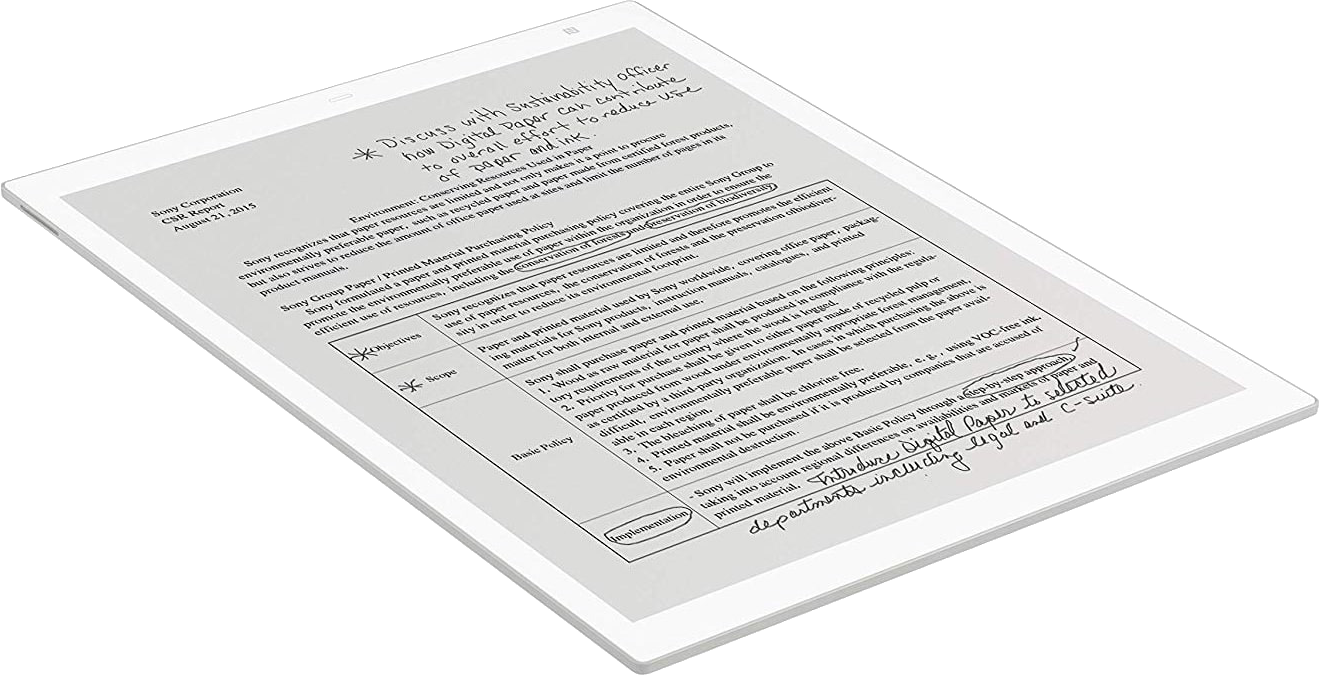 * Discuss with Sustainability Officer
how Digital Paper can contribute
to overall effort to reduce use
of paper and ink.
Sony Corporation
CSR Report
August 21, 2015
Environment: Conserving Resources Used in Paper
Sony recognizes that paper resources are limited and not only makes it a point to procure
environmentally preferable paper, such as recycled paper and paper made from certified forest products,
but also strives to reduce the amount of office paper used at sites and limit the number of pages in its
product manuals.
Sony Group Paper / Printed Material Purchasing Policy
Sony formulated a paper and printed material purchasing policy covering the entire Sony Group to
promote the environmentally preferable use of paper within the organization in order to ensure the
efficient use of resources, including the conservation of forests and preservation of biodiversity
* Objectives
Sony recognizes that paper resources are limited and therefore promotes the efficient
use of paper resources, the conservation of forests and the preservation ofbiodiver-
sity in order to reduce its environmental footprint.
* Scope
Paper and printed material used by Sony worldwide, covering office paper, packag-
ing materials for Sony products, instruction manuals, catalogues, and printed
matter for both internal and external use.
Basic Policy
Sony shall purchase paper and printed material based on the following principles:
1. Wood as raw material for paper shall be produced in compliance with the regula-
tory requirements of the country where the wood is logged.
2. Priority for purchase shall be given to either paper made of recycled pulp or
paper produced from wood under environmentally appropriate forest management,
as certified by a third-party organization. In cases in which purchasing the above is
difficult, environmentally preferable paper shall be selected from the paper avail-
able in each region.
3. The bleaching of paper shall be chlorine free.
4. Printed material shall be environmentally preferable, e.g., using VOC-free ink
5. Paper shall not be purchased if it is produced by companies that are accused of
environmental destruction.
Implementation
- Sony will implement the above Basic Policy through a step-by-step approach,
taking into account regional differences on availabilities and markets of paper and
printed material. Introduce Digital Paper to selected
departments including legal and C-Suite.